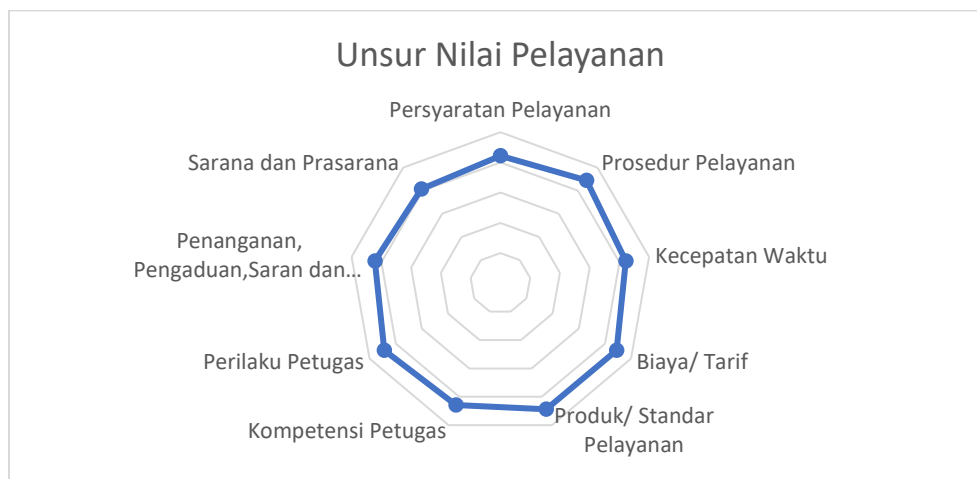 Unsur Nilai Pelayanan
Persyaratan Pelayanan
Prosedur Pelayanan
Kecepatan Waktu
Biaya/ Tarif
Produk/ Standar
Pelayanan
Kompetensi Petugas
Perilaku Petugas
Penanganan,
Pengaduan,Saran dan…
Sarana dan Prasarana